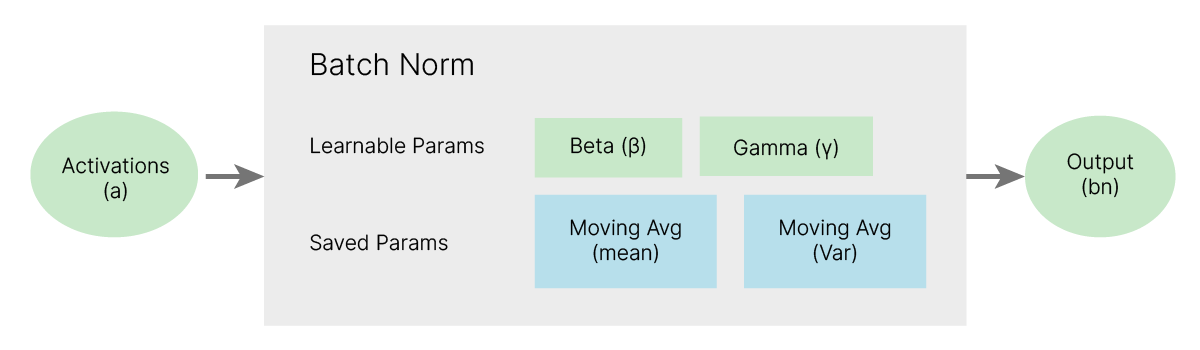 Batch Norm
Activations
(a)
Learnable Params
Beta (β)
Gamma (γ)
Saved Params
Moving Avg
(mean)
Moving Avg
(Var)
Output
(bn)